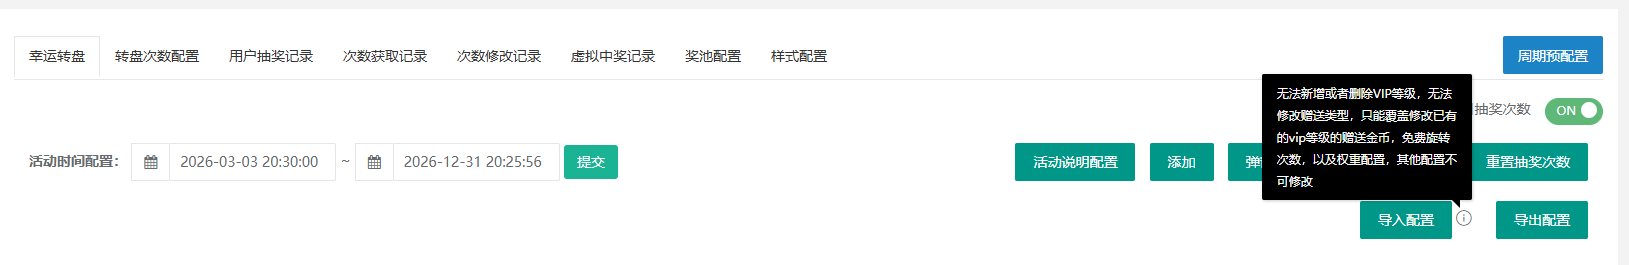 幸运转盘 转盘次数配置 用户抽奖记录 次数获取记录 次数修改记录 虚拟中奖记录 奖池配置 样式配置 周期预配置
无法新增或者删除VIP等级，无法
修改赠送类型，只能覆盖修改已有
的vip等级的赠送金币，免费旋转
次数，以及权重配置，其他配置不
可修改
抽奖次数 ON
活动时间配置： 2026-03-03 20:30:00 ~ 2026-12-31 20:25:56 提交 活动说明配置 添加 弹 重置抽奖次数
导入配置 导出配置